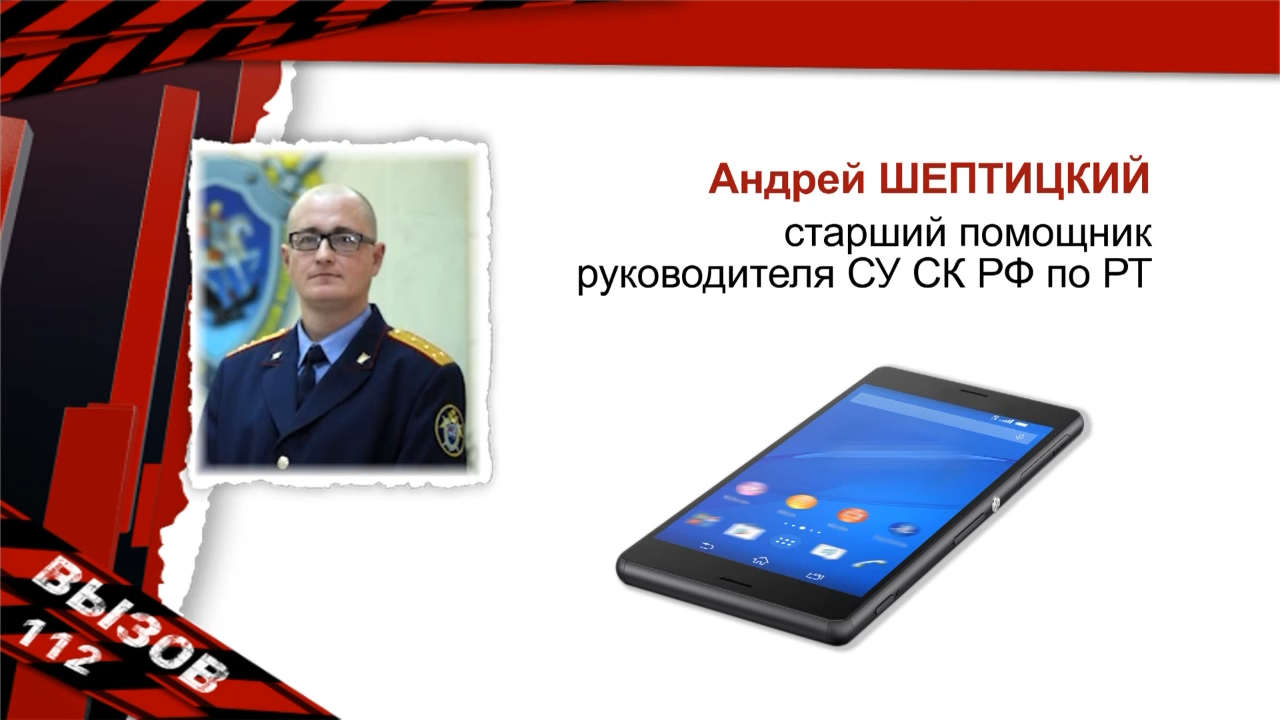 Андрей ШЕПТИЦКИЙ
старший помощник
руководителя СУ СК РФ по РТ
ВЫЗОВ
112